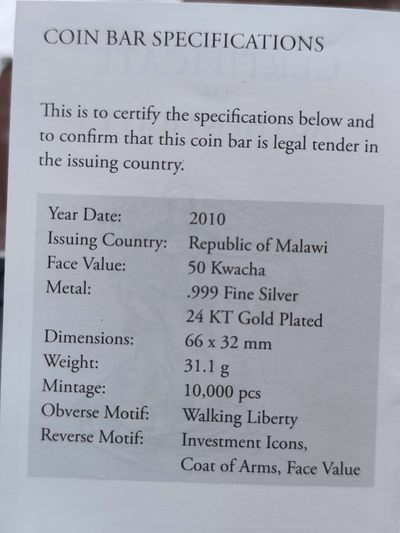 COIN BAR SPECIFICATIONS
This is to certify the specifications below and
to confirm that this coin bar is legal tender in
the issuing country.
Year Date: 2010
Issuing Country: Republic of Malawi
Face Value: 50 Kwacha
Metal: .999 Fine Silver
24 KT Gold Plated
Dimensions: 66 x 32 mm
Weight: 31.1 g
Mintage: 10,000 pcs
Obverse Motif: Walking Liberty
Reverse Motif: Investment Icons,
Coat of Arms, Face Value